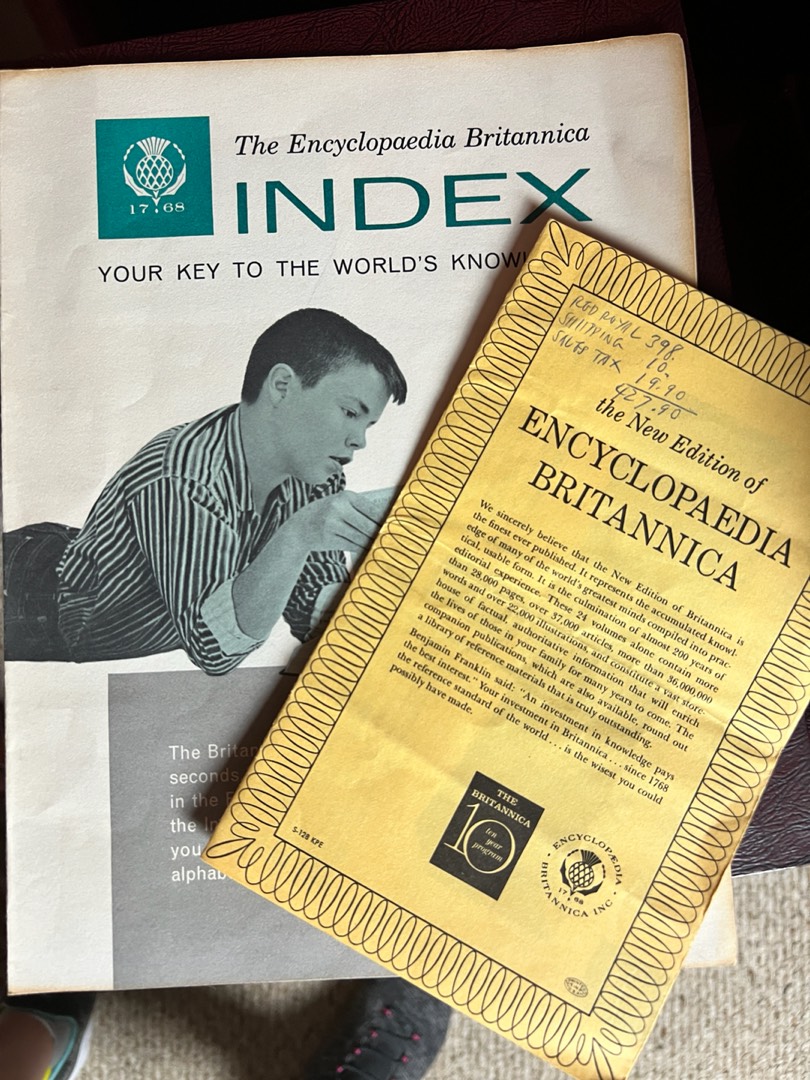 The Encyclopaedia Britannica
INDEX
17 68
YOUR KEY TO THE WORLD'S
The
seconds
in the
the
you
RED ROYAL 398.
SHIPPING 10.
SALES TAX 19.90
427.90
the New Edition of
ENCYCLOPAEDIA
BRITANNICA
We sincerely believe that the New Edition of Britannica is
the finest ever published. It represents the accumulated knowl-
edge of many of the world's greatest minds compiled into prac-
tical, usable form. It is the culmination of almost 200 years of
editorial experience. These 24 volumes alone contain more
than 28,000 pages, over 37,000 articles, more than 36,000,000
words and over 22,000 illustrations, and constitute a vast store-
house of factual, authoritative information that will enrich
the lives of those in your family for many years to come. The
companion publications, which are also available, round out
a library of reference materials that is truly outstanding.
Benjamin Franklin said: "An investment in knowledge pays
the best interest." Your investment in Britannica . . . since 1768
the reference standard of the world . . . is the wisest you could
possibly have made.
THE
BRITANNICA
10
ten
year
program
ENCYCLOPÆDIA
BRITANNICA INC
17 68
S-128 KPE